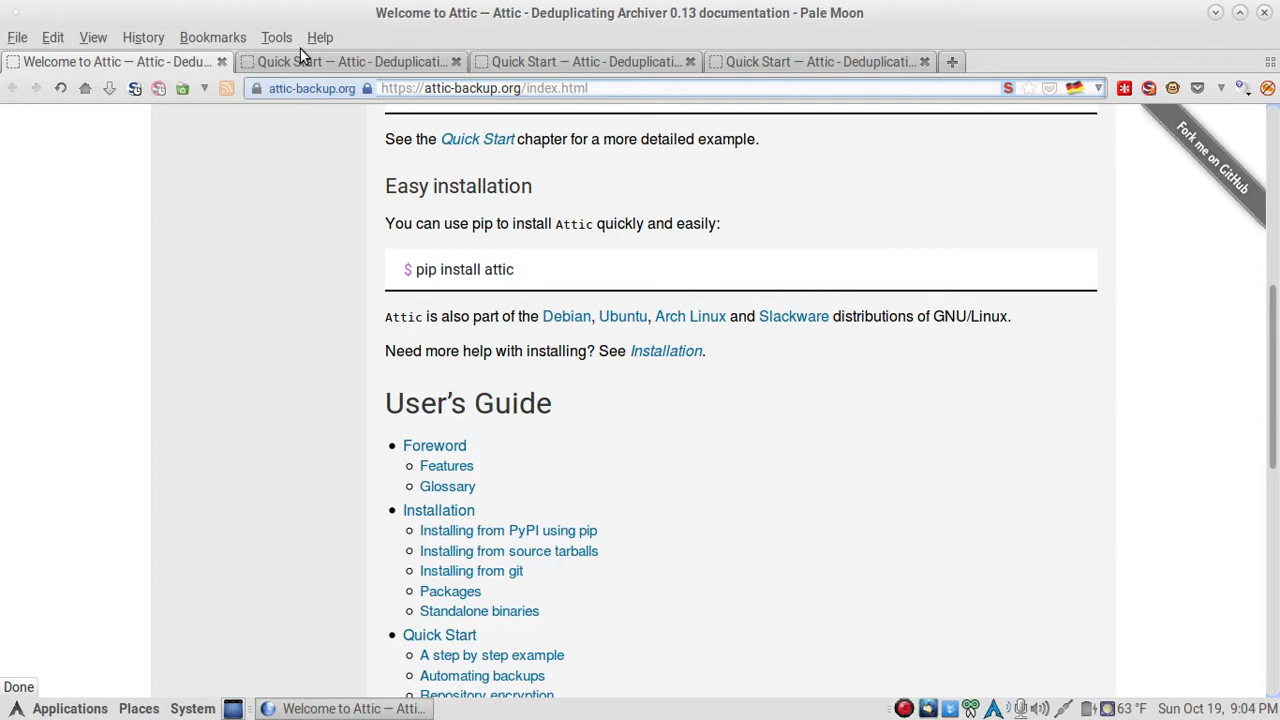 Welcome to Attic — Attic - Deduplicating Archiver 0.13 documentation - Pale Moon
File Edit View History Bookmarks Tools Help
Welcome to Attic — Attic - Dedu... Quick Start — Attic - Deduplicati... Quick Start — Attic - Deduplicati... Quick Start — Attic - Deduplicati...
attic-backup.org https://attic-backup.org/index.html
Fork me on GitHub
See the Quick Start chapter for a more detailed example.
Easy installation
You can use pip to install Attic quickly and easily:
$ pip install attic
Attic is also part of the Debian, Ubuntu, Arch Linux and Slackware distributions of GNU/Linux.
Need more help with installing? See Installation.
User’s Guide
Foreword
Features
Glossary
Installation
Installing from PyPI using pip
Installing from source tarballs
Installing from git
Packages
Standalone binaries
Quick Start
A step by step example
Automating backups
Repository encryption
Done
Applications Places System Welcome to Attic — Atti... 63 °F Sun Oct 19, 9:04 PM